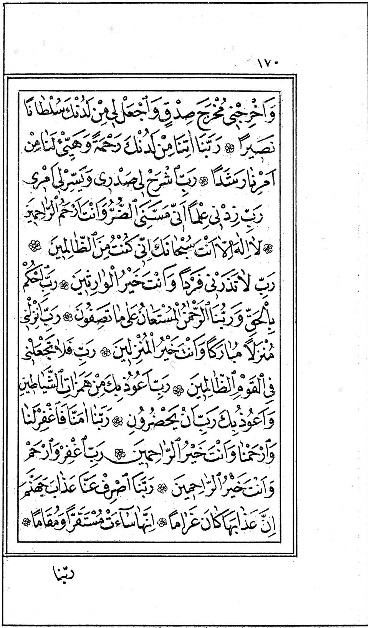 ١٧٠
وَاَخْرِجْنِي مُخْرَجَ صِدْقٍ وَاجْعَلْ لِي مِنْ لَدُنْكَ سُلْطَانًا
نَصِيرًا ❁ رَبَّنَا اٰتِنَا مِنْ لَدُنْكَ رَحْمَةً وَهَيِّئْ لَنَا مِنْ
اَمْرِنَا رَشَدًا ❁ رَبِّ اشْرَحْ لِي صَدْرِي وَيَسِّرْ لِي اَمْرِي
رَبِّ زِدْنِي عِلْمًا اَنِّي مَسَّنِيَ الضُّرُّ وَاَنْتَ اَرْحَمُ الرَّاحِمِينَ
❁ لَا اِلٰهَ اِلَّا اَنْتَ سُبْحَانَكَ اِنِّي كُنْتُ مِنَ الظَّالِمِينَ ❁
رَبِّ لَا تَذَرْنِي فَرْدًا وَاَنْتَ خَيْرُ الْوَارِثِينَ ❁ رَبِّ احْكُمْ
بِالْحَقِّ وَرَبُّنَا الرَّحْمٰنُ الْمُسْتَعَانُ عَلٰى مَا تَصِفُونَ ❁ رَبِّ اَنْزِلْنِي
مُنْزَلًا مُبَارَكًا وَاَنْتَ خَيْرُ الْمُنْزِلِينَ ❁ رَبِّ فَلَا تَجْعَلْنِي
فِي الْقَوْمِ الظَّالِمِينَ ❁ رَبِّ اَعُوذُ بِكَ مِنْ هَمَزَاتِ الشَّيَاطِينِ
وَاَعُوذُ بِكَ رَبِّ اَنْ يَحْضُرُونِ ❁ رَبَّنَا اٰمَنَّا فَاغْفِرْ لَنَا
وَارْحَمْنَا وَاَنْتَ خَيْرُ الرَّاحِمِينَ ❁ رَبِّ اغْفِرْ وَارْحَمْ
وَاَنْتَ خَيْرُ الرَّاحِمِينَ ❁ رَبَّنَا اصْرِفْ عَنَّا عَذَابَ جَهَنَّمَ
اِنَّ عَذَابَهَا كَانَ غَرَامًا ❁ اِنَّهَا سَاءَتْ مُسْتَقَرًّا وَمُقَامًا ❁
رَبَّنَا